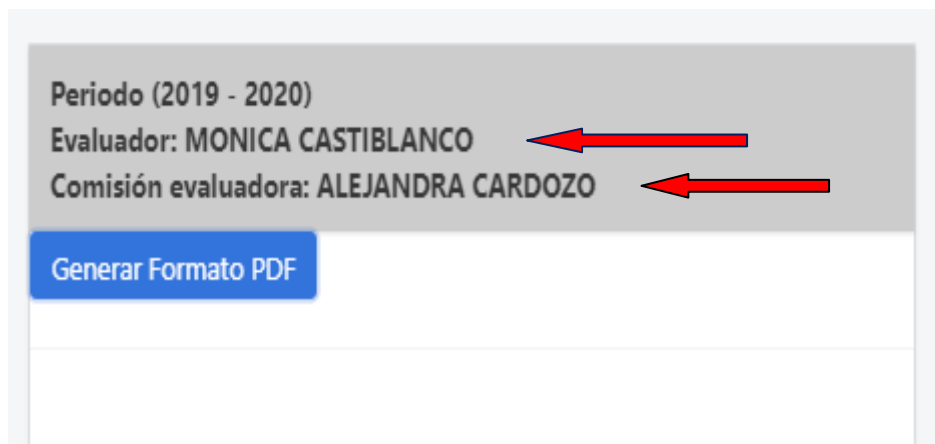 Periodo (2019 - 2020)
Evaluador: MONICA CASTIBLANCO
Comisión evaluadora: ALEJANDRA CARDOZO
Generar Formato PDF